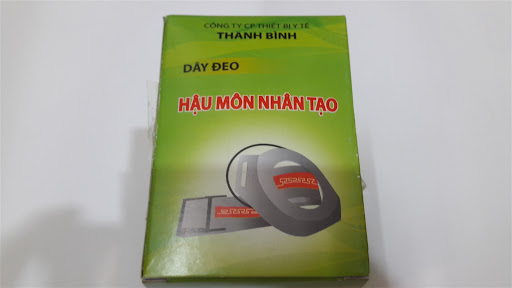 CÔNG TY CP THIẾT BỊ Y TẾ
THANH BÌNH
DÂY ĐEO
HẬU MÔN NHÂN TẠO